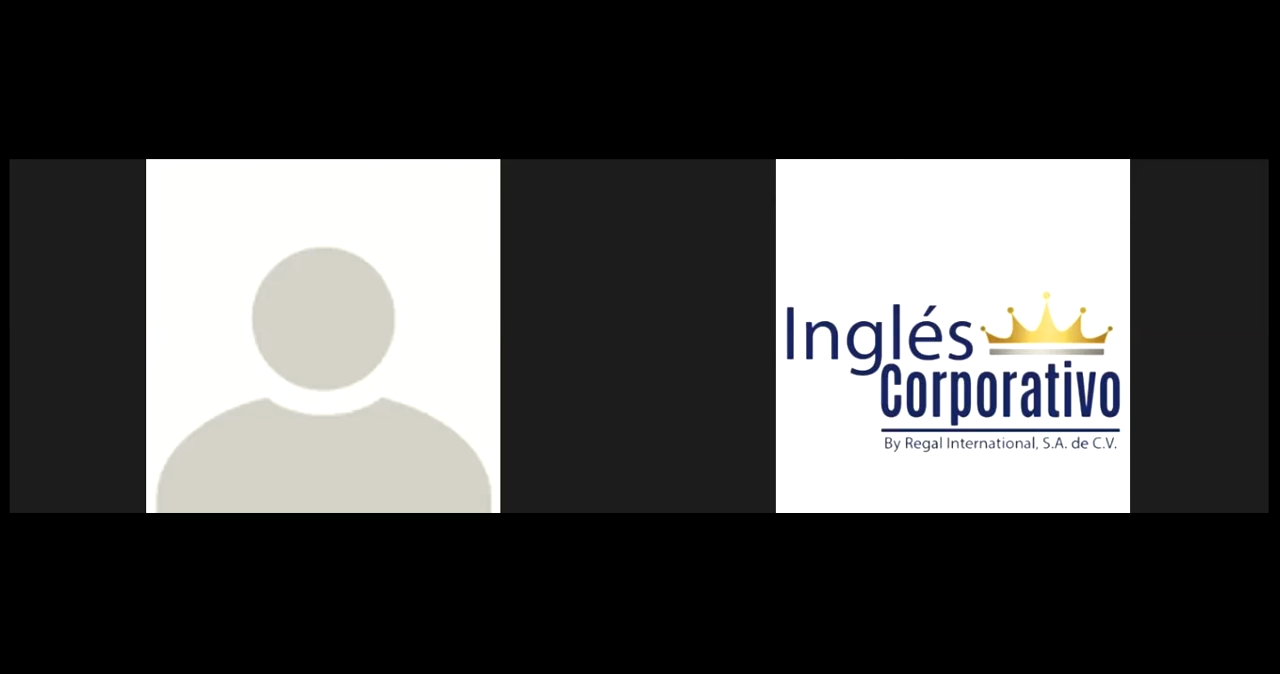 Inglés
Corporativo
By Regal International, S.A. de C.V.